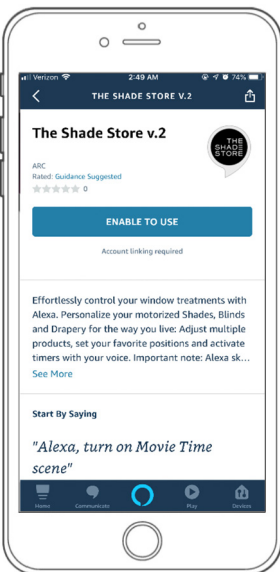 Verizon 2:49 AM 74%
THE SHADE STORE V.2
The Shade Store v.2
THE
SHADE
STORE
ARC
Rated: Guidance Suggested
0
ENABLE TO USE
Account linking required
Effortlessly control your window treatments with
Alexa. Personalize your motorized Shades, Blinds
and Drapery for the way you live: Adjust multiple
products, set your favorite positions and activate
timers with your voice. Important note: Alexa sk...
See More
Start By Saying
"Alexa, turn on Movie Time
scene"
Home Communicate Play Devices